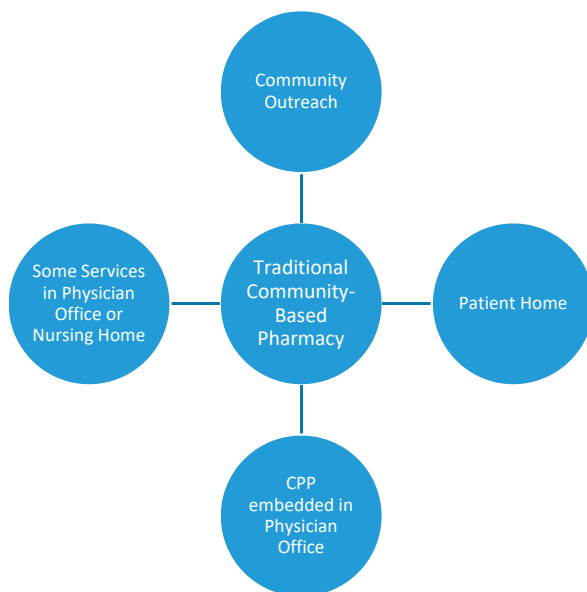 Community
Outreach
Some Services
in Physician
Office or
Nursing Home
Traditional
Community-
Based
Pharmacy
Patient Home
CPP
embedded in
Physician
Office